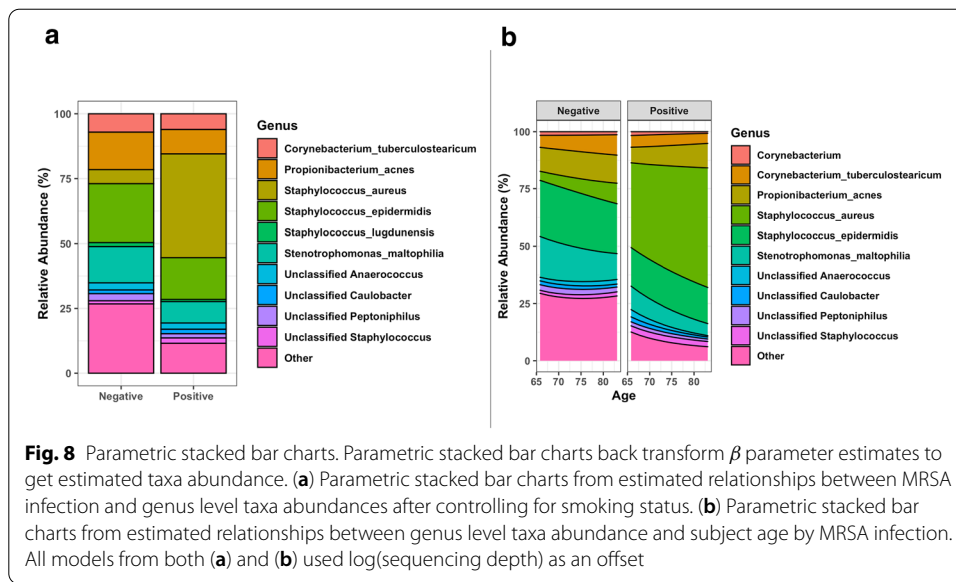 a
b
100
75
50
25
0
Relative Abundance (%)
Negative Positive
Genus
Corynebacterium_tuberculostearicum
Propionibacterium_acnes
Staphylococcus_aureus
Staphylococcus_epidermidis
Staphylococcus_lugdunensis
Stenotrophomonas_maltophilia
Unclassified Anaerococcus
Unclassified Caulobacter
Unclassified Peptoniphilus
Unclassified Staphylococcus
Other
Negative Positive
100
75
50
25
0
Relative Abundance (%)
65 70 75 80 65 70 75 80
Age
Genus
Corynebacterium
Corynebacterium_tuberculostearicum
Propionibacterium_acnes
Staphylococcus_aureus
Staphylococcus_epidermidis
Stenotrophomonas_maltophilia
Unclassified Anaerococcus
Unclassified Caulobacter
Unclassified Peptoniphilus
Unclassified Staphylococcus
Other
Fig. 8 Parametric stacked bar charts. Parametric stacked bar charts back transform β parameter estimates to
get estimated taxa abundance. (a) Parametric stacked bar charts from estimated relationships between MRSA
infection and genus level taxa abundances after controlling for smoking status. (b) Parametric stacked bar
charts from estimated relationships between genus level taxa abundance and subject age by MRSA infection.
All models from both (a) and (b) used log(sequencing depth) as an offset